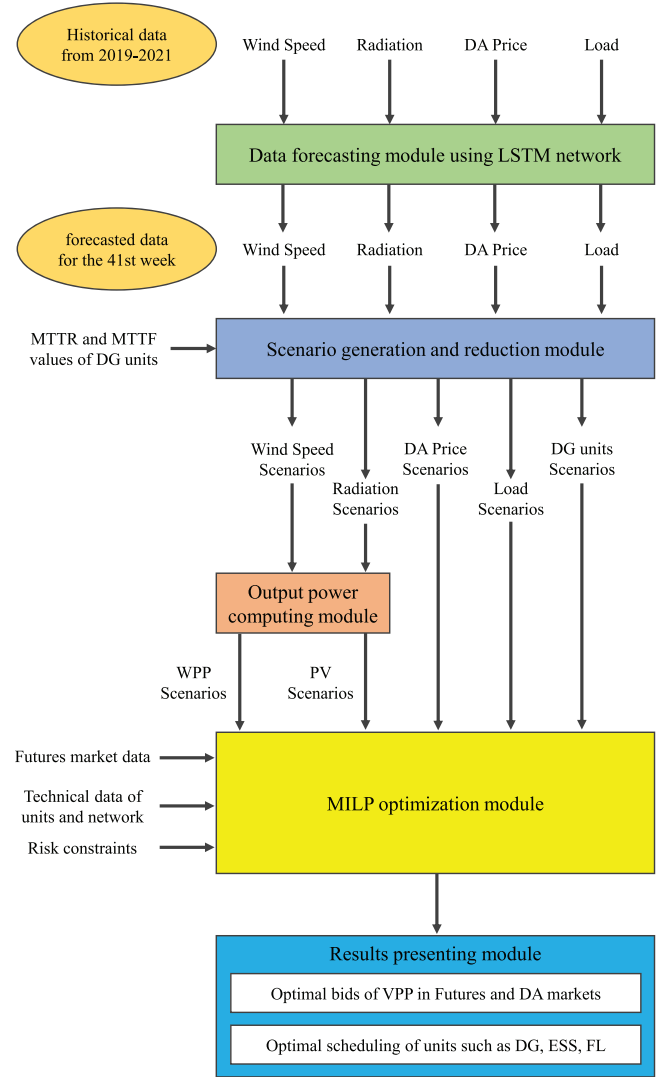 Historical data
from 2019-2021
Wind Speed
Radiation
DA Price
Load
Data forecasting module using LSTM network
forecasted data
for the 41st week
Wind Speed
Radiation
DA Price
Load
MTTR and MTTF
values of DG units
Scenario generation and reduction module
Wind Speed
Scenarios
Radiation
Scenarios
DA Price
Scenarios
Load
Scenarios
DG units
Scenarios
Output power
computing module
WPP
Scenarios
PV
Scenarios
Futures market data
Technical data of
units and network
Risk constraints
MILP optimization module
Results presenting module
Optimal bids of VPP in Futures and DA markets
Optimal scheduling of units such as DG, ESS, FL